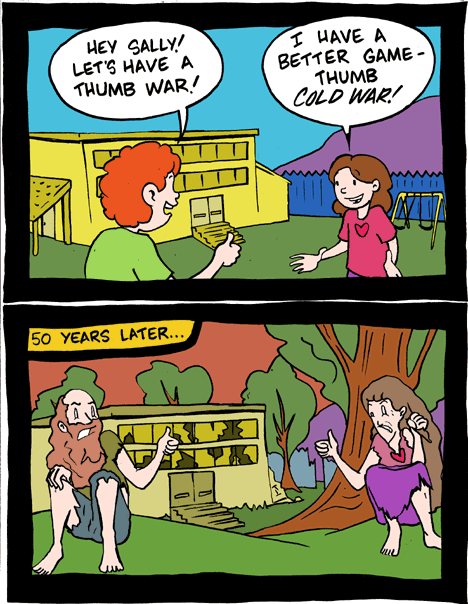 HEY SALLY!
LET'S HAVE A
THUMB WAR!
I HAVE A
BETTER GAME-
THUMB
COLD WAR!
50 YEARS LATER...